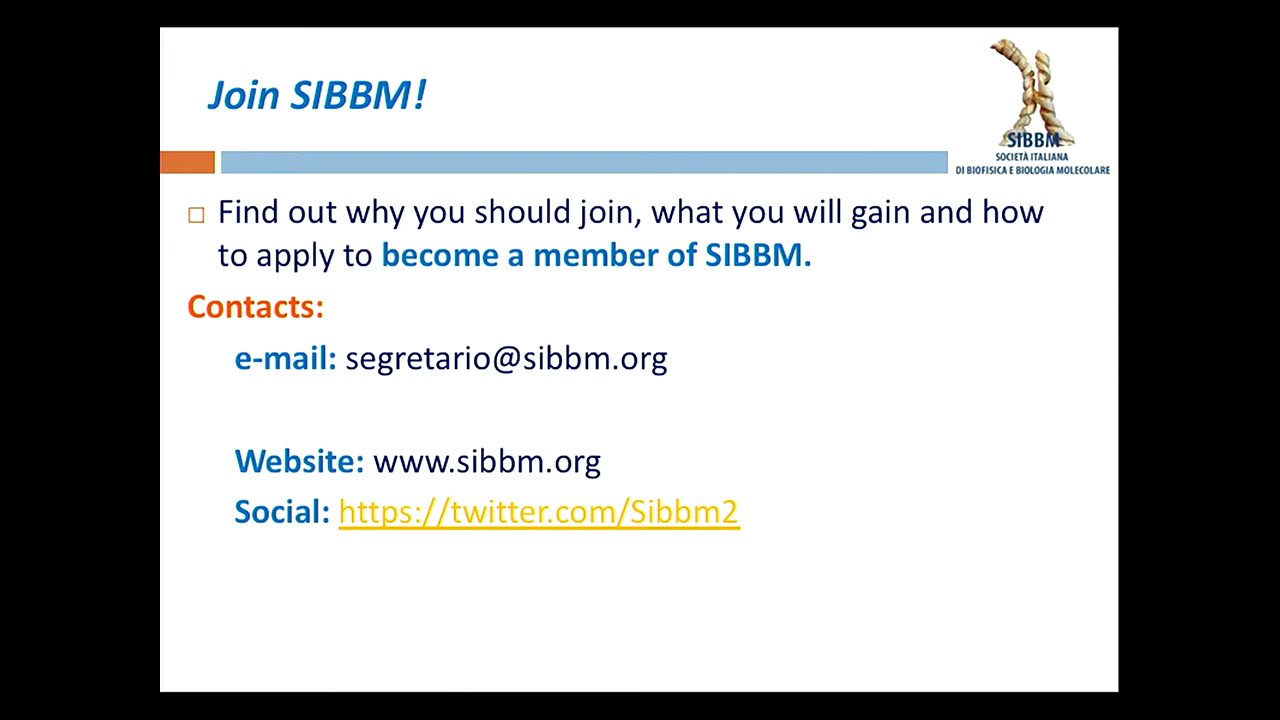 Join SIBBM!
SIBBM
SOCIETÀ ITALIANA
DI BIOFISICA E BIOLOGIA MOLECOLARE
Find out why you should join, what you will gain and how
to apply to become a member of SIBBM.
Contacts:
e-mail: segretario@sibbm.org
Website: www.sibbm.org
Social: https://twitter.com/Sibbm2